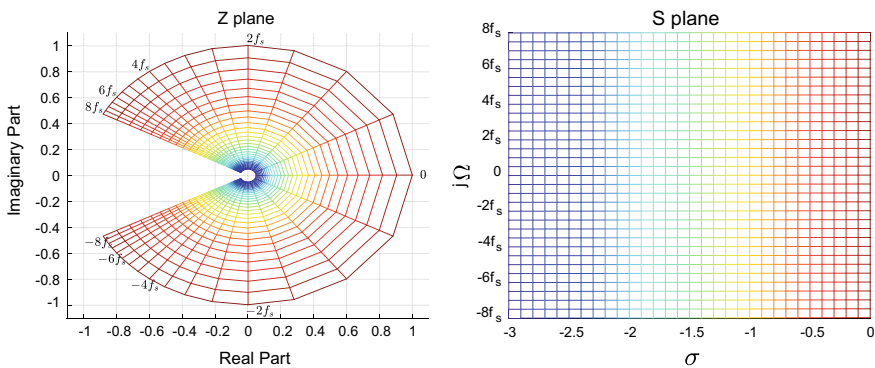 Z plane
1
0.8
0.6
0.4
0.2
0
-0.2
-0.4
-0.6
-0.8
-1
Imaginary Part
2f_s
4f_s
6f_s
8f_s
0
-8f_s
-6f_s
-4f_s
-2f_s
-1 -0.8 -0.6 -0.4 -0.2 0 0.2 0.4 0.6 0.8 1
Real Part
S plane
8f_s
6f_s
4f_s
2f_s
0
-2f_s
-4f_s
-6f_s
-8f_s
jΩ
-3 -2.5 -2 -1.5 -1 -0.5 0
σ